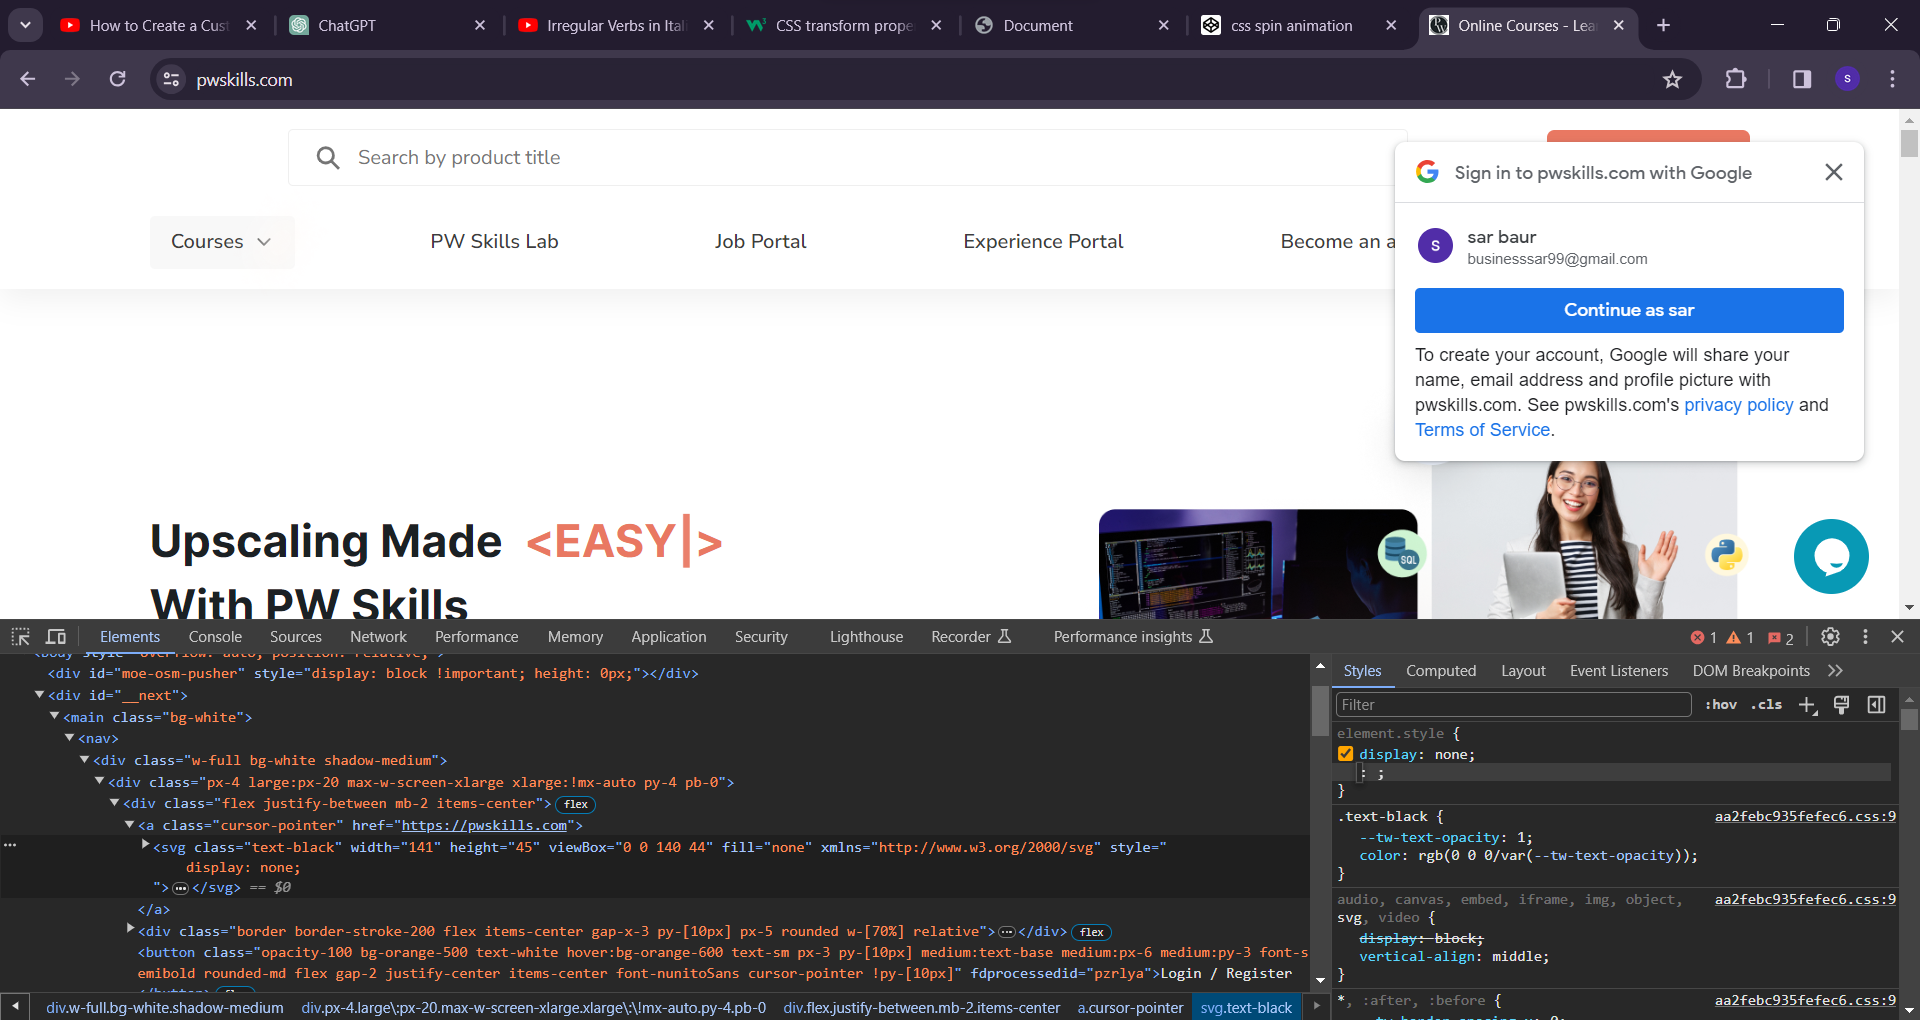 How to Create a Cust
ChatGPT
Irregular Verbs in Itali
CSS transform prope
Document
css spin animation
Online Courses - Lea
pwskills.com
S
Search by product title
Courses
PW Skills Lab
Job Portal
Experience Portal
Become an a
Sign in to pwskills.com with Google
S
sar baur
businesssar99@gmail.com
Continue as sar
To create your account, Google will share your
name, email address and profile picture with
pwskills.com. See pwskills.com's privacy policy and
Terms of Service.
Upscaling Made <EASY|>
With PW Skills
SQL
Elements
Console
Sources
Network
Performance
Memory
Application
Security
Lighthouse
Recorder
Performance insights
1
1
2
<body style="overflow: auto; position: relative;">
<div id="moe-osm-pusher" style="display: block !important; height: 0px;"></div>
<div id="__next">
<main class="bg-white">
<nav>
<div class="w-full bg-white shadow-medium">
<div class="px-4 large:px-20 max-w-screen-xlarge xlarge:!mx-auto py-4 pb-0">
<div class="flex justify-between mb-2 items-center"> flex
<a class="cursor-pointer" href="https://pwskills.com">
<svg class="text-black" width="141" height="45" viewBox="0 0 140 44" fill="none" xmlns="http://www.w3.org/2000/svg" style="
display: none;
">…</svg> == $0
</a>
<div class="border border-stroke-200 flex items-center gap-x-3 py-[10px] px-5 rounded w-[70%] relative">…</div> flex
<button class="opacity-100 bg-orange-500 text-white hover:bg-orange-600 text-sm px-3 py-[10px] medium:text-base medium:px-6 medium:py-3 font-s
emibold rounded-md flex gap-2 justify-center items-center font-nunitoSans cursor-pointer !py-[10px]" fdprocessedid="pzrlya">Login / Register
</button> flex
div.w-full.bg-white.shadow-medium
div.px-4.large\:px-20.max-w-screen-xlarge.xlarge\:\!mx-auto.py-4.pb-0
div.flex.justify-between.mb-2.items-center
a.cursor-pointer
svg.text-black
Styles
Computed
Layout
Event Listeners
DOM Breakpoints
Filter
:hov
.cls
element.style {
display: none;
: ;
}
.text-black {
aa2febc935fefec6.css:9
--tw-text-opacity: 1;
color: rgb(0 0 0/var(--tw-text-opacity));
}
audio, canvas, embed, iframe, img, object,
aa2febc935fefec6.css:9
svg, video {
display: block;
vertical-align: middle;
}
*, :after, :before {
aa2febc935fefec6.css:9